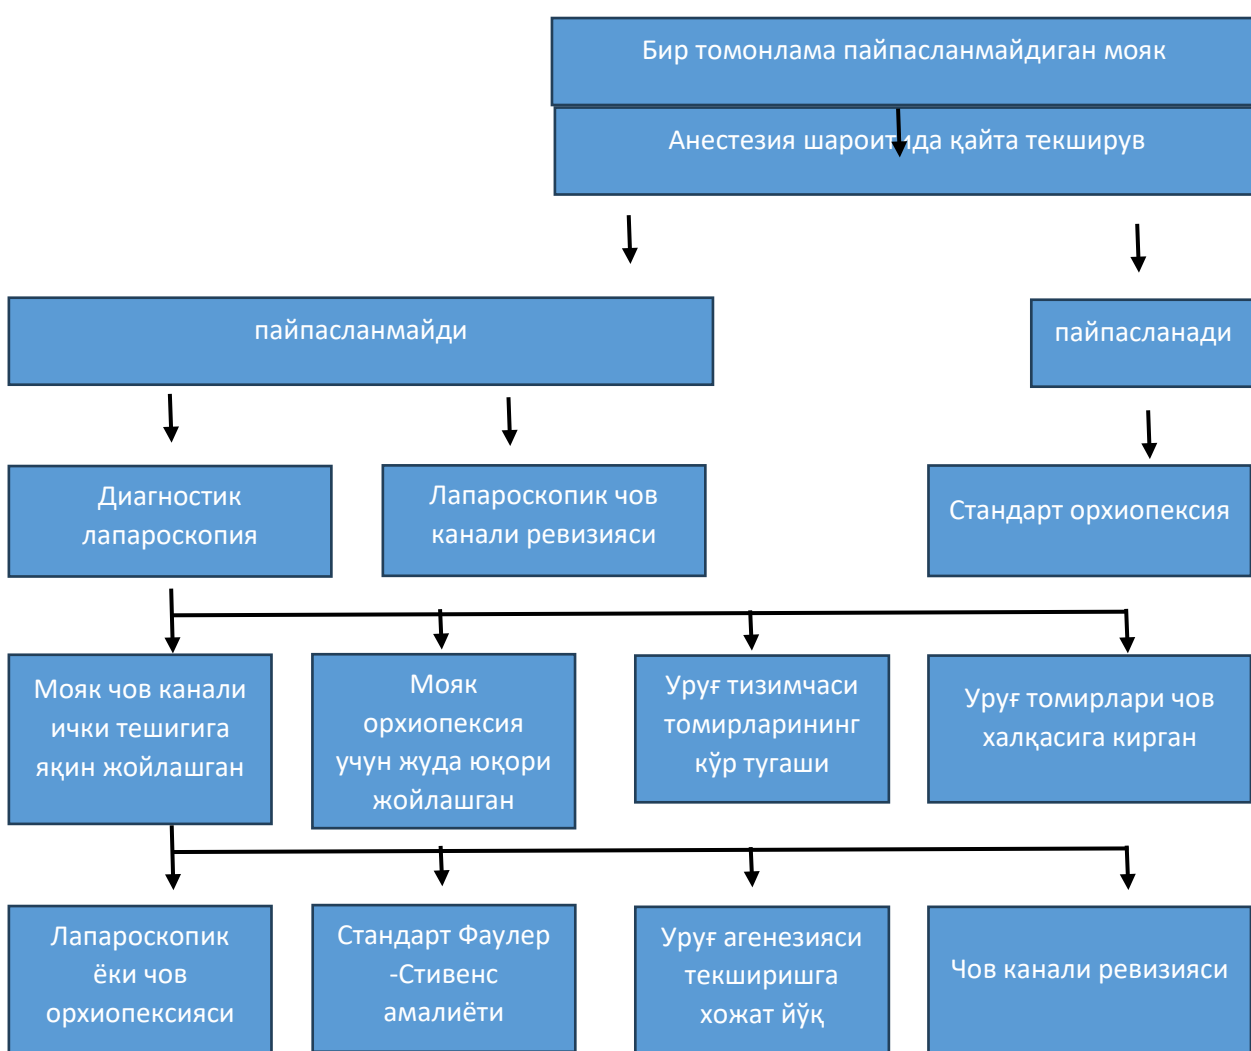 Бир томонлама пайпасланмайдиган мояк
Анестезия шароитида қайта текширув
пайпасланмайди
пайпасланади
Диагностик
лапароскопия
Лапароскопик чов
канали ревизияси
Стандарт орхиопексия
Мояк чов канали
ички тешигига
яқин жойлашган
Мояк
орхиопексия
учун жуда юқори
жойлашган
Уруғ тизимчаси
томирларининг
кўр тугаши
Уруғ томирлари чов
халқасига кирган
Лапароскопик
ёки чов
орхиопексияси
Стандарт Фаулер
-Стивенс
амалиёти
Уруғ агенезияси
текширишга
хожат йўқ
Чов канали ревизияси